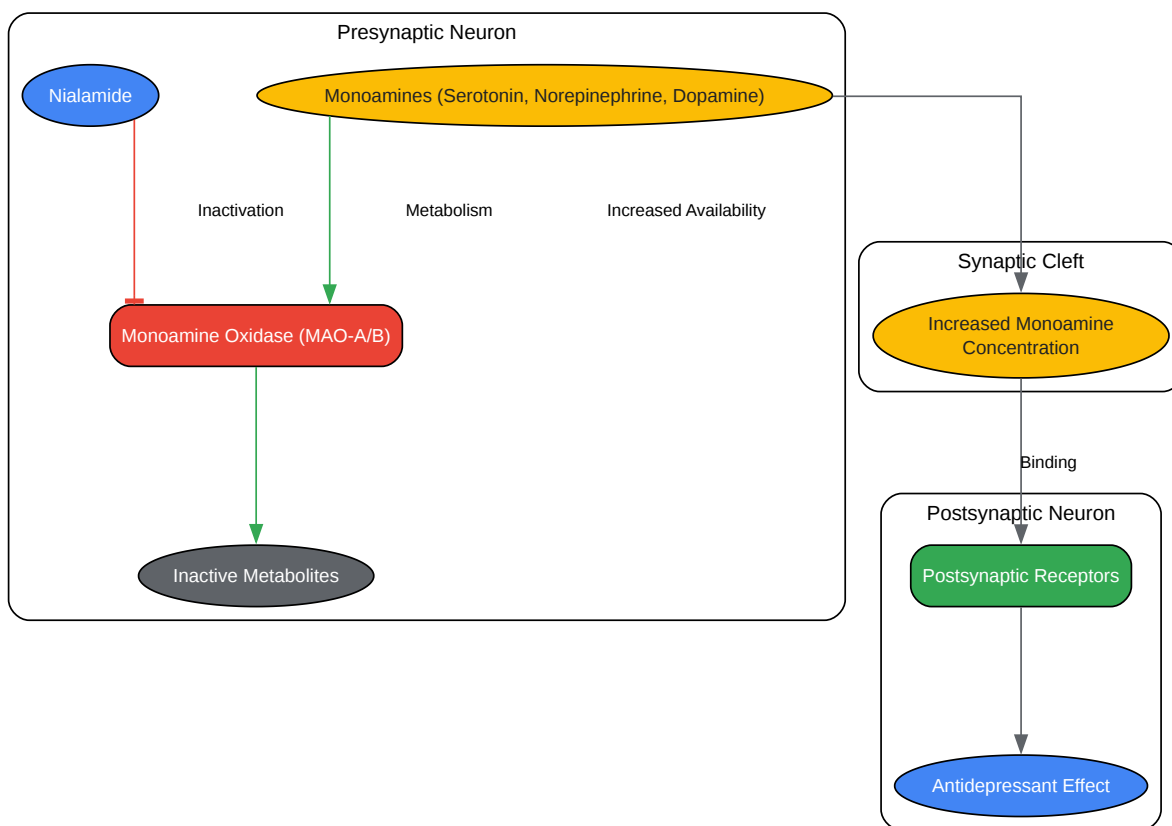 Presynaptic Neuron
Nialamide
Monoamines (Serotonin, Norepinephrine, Dopamine)
Inactivation
Metabolism
Increased Availability
Synaptic Cleft
Increased Monoamine
Concentration
Monoamine Oxidase (MAO-A/B)
Binding
Postsynaptic Neuron
Inactive Metabolites
Postsynaptic Receptors
Antidepressant Effect